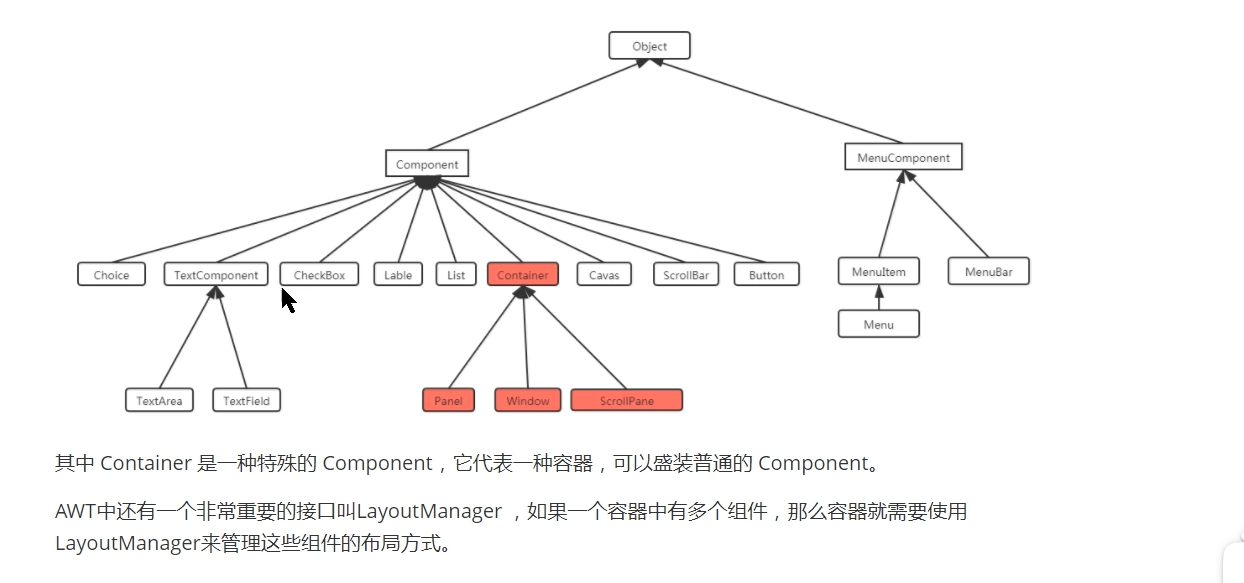 Object
Component
MenuComponent
Choice
TextComponent
CheckBox
Lable
List
Container
Cavas
ScrollBar
Button
MenuItem
MenuBar
Menu
TextArea
TextField
Panel
Window
ScrollPane
其中 Container 是一种特殊的 Component，它代表一种容器，可以盛装普通的 Component。
AWT中还有一个非常重要的接口叫LayoutManager ，如果一个容器中有多个组件，那么容器就需要使用
LayoutManager来管理这些组件的布局方式。